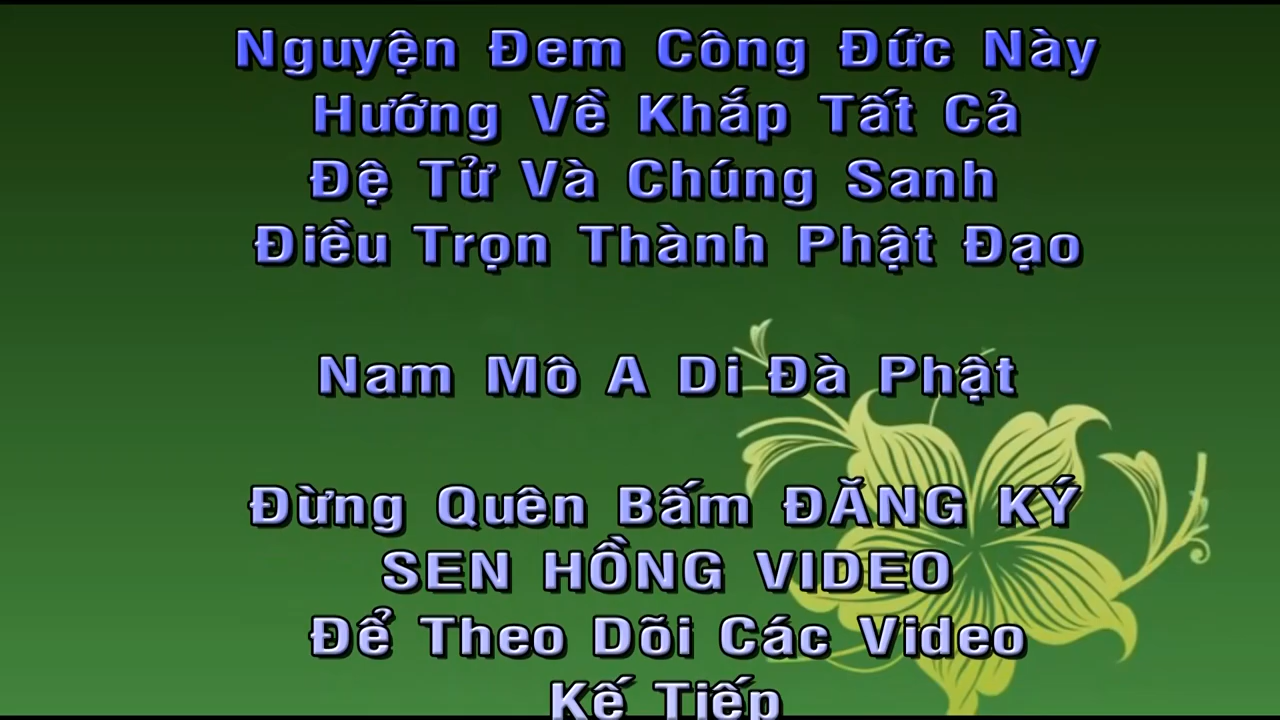 Nguyện Đem Công Đức Này
Hướng Về Khắp Tất Cả
Đệ Tử Và Chúng Sanh
Điều Trọn Thành Phật Đạo
Nam Mô A Di Đà Phật
Đừng Quên Bấm ĐĂNG KÝ
SEN HỒNG VIDEO
Để Theo Dõi Các Video
Kế Tiếp